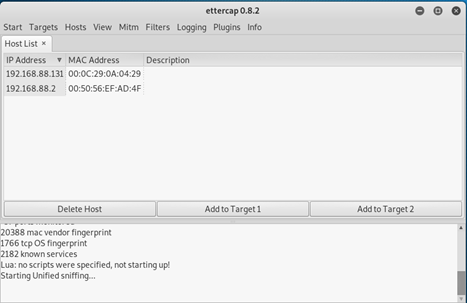 ettercap 0.8.2
Start Targets Hosts View Mitm Filters Logging Plugins Info
Host List ×
IP Address ▼ MAC Address Description
192.168.88.131 00:0C:29:0A:04:29
192.168.88.2 00:50:56:EF:AD:4F
Delete Host Add to Target 1 Add to Target 2
20388 mac vendor fingerprint
1766 tcp OS fingerprint
2182 known services
Lua: no scripts were specified, not starting up!
Starting Unified sniffing...